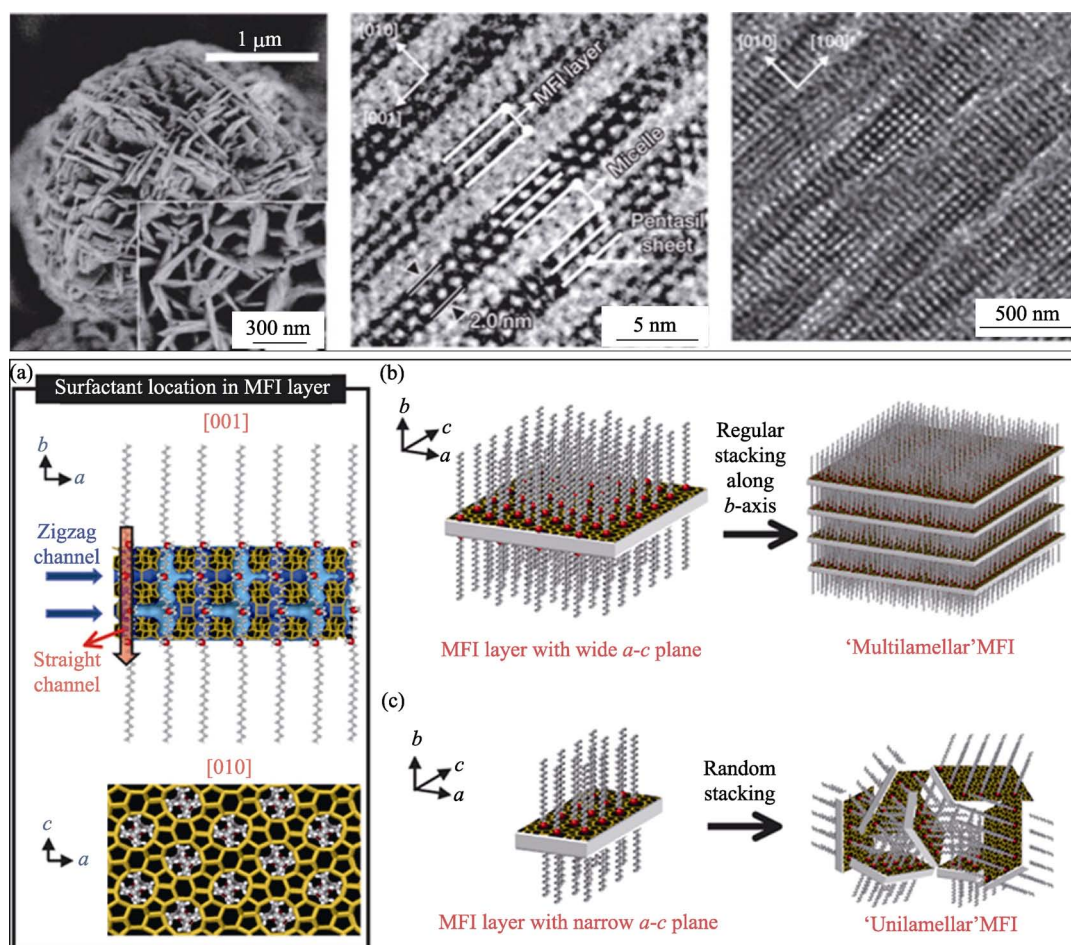 1 μm
300 nm
[010]
[001]
MFI layer
Micelle
Pentasil
sheet
2.0 nm
5 nm
[010]
[100]
500 nm
(a)
Surfactant location in MFI layer
[001]
b
a
Zigzag
channel
Straight
channel
[010]
c
a
(b)
b
c
a
Regular
stacking
along
b-axis
MFI layer with wide a-c plane
‘Multilamellar’MFI
(c)
b
c
a
Random
stacking
MFI layer with narrow a-c plane
‘Unilamellar’MFI